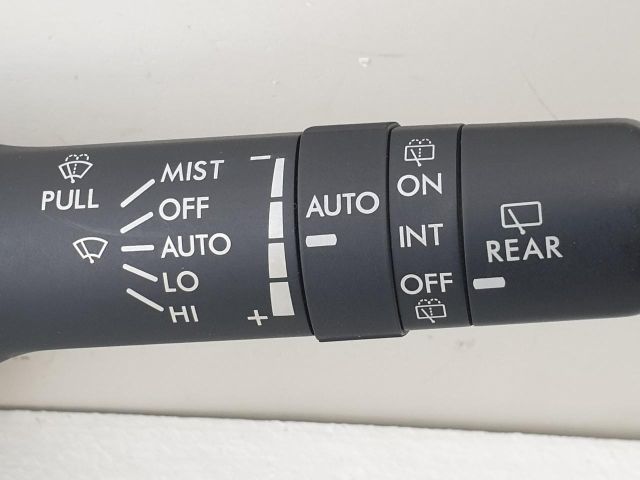 PULL
MIST
OFF
AUTO
LO
HI
−
+
AUTO
ON
INT
OFF
REAR